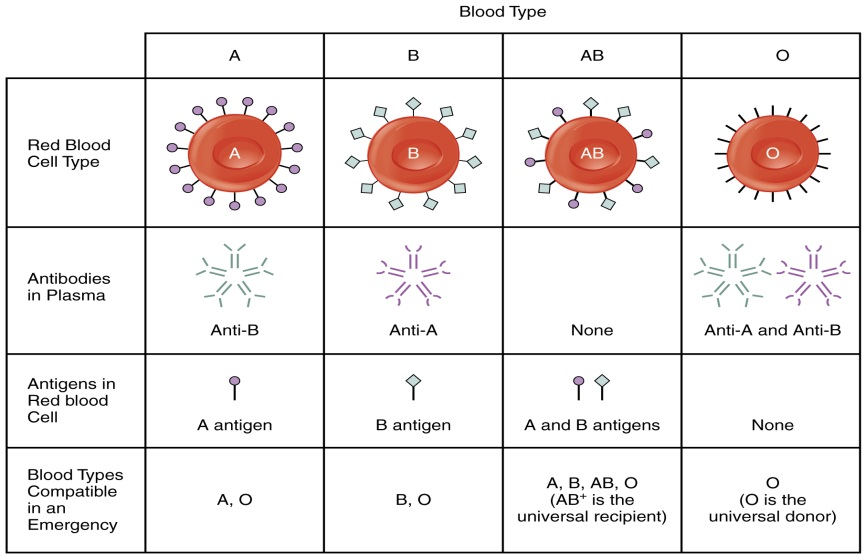 Blood Type
A
B
AB
O
Red Blood
Cell Type
A
B
AB
O
Antibodies
in Plasma
Anti-B
Anti-A
None
Anti-A and Anti-B
Antigens in
Red blood
Cell
A antigen
B antigen
A and B antigens
None
Blood Types
Compatible
in an
Emergency
A, O
B, O
A, B, AB, O
(AB⁺ is the
universal recipient)
O
(O is the
universal donor)